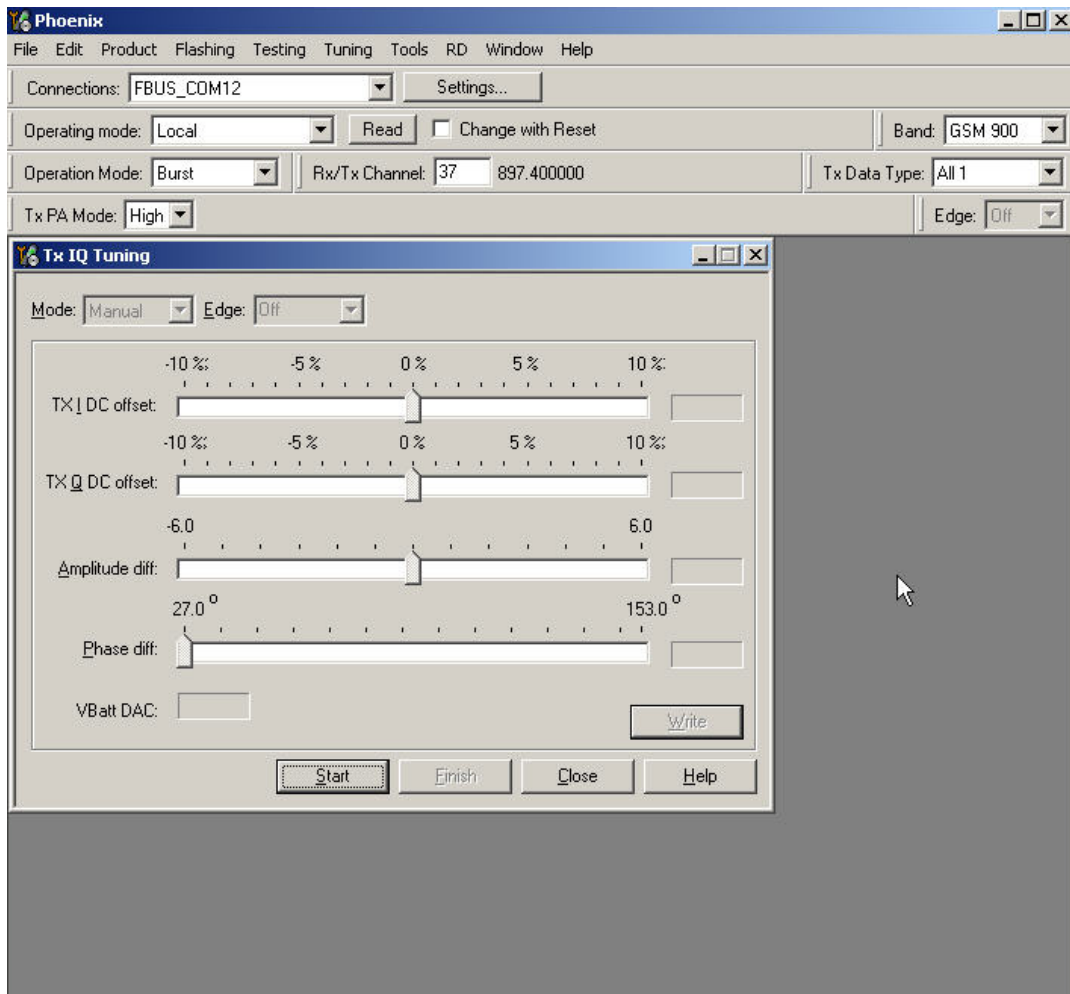 Phoenix
File Edit Product Flashing Testing Tuning Tools RD Window Help
Connections: FBUS_COM12 Settings...
Operating mode: Local Read Change with Reset Band: GSM 900
Operation Mode: Burst Rx/Tx Channel: 37 897.400000 Tx Data Type: All 1
Tx PA Mode: High Edge: Off
Tx IQ Tuning
Mode: Manual Edge: Off
-10 %: -5 % 0 % 5 % 10 %:
TX I DC offset:
-10 %: -5 % 0 % 5 % 10 %:
TX Q DC offset:
-6.0 6.0
Amplitude diff:
27.0 o 153.0 o
Phase diff:
VBatt DAC:
Write
Start Finish Close Help